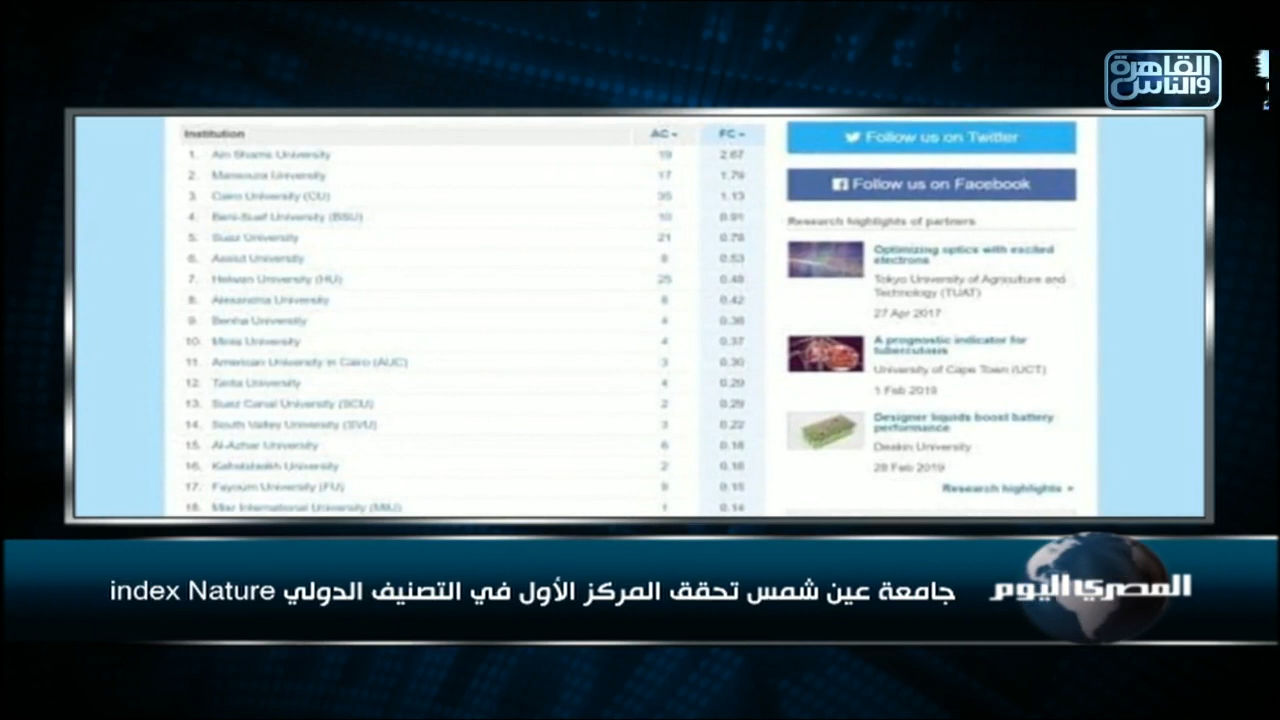 القاهرة
والناس
Institution AC FC
1. Ain Shams University 19 2.67
2. Mansoura University 17 1.79
3. Cairo University (CU) 35 1.13
4. Beni-Suef University (BSU) 10 0.91
5. Suez University 21 0.78
6. Assiut University 8 0.53
7. Helwan University (HU) 25 0.48
8. Alexandria University 8 0.42
9. Benha University 4 0.38
10. Minia University 4 0.37
11. American University in Cairo (AUC) 3 0.30
12. Tanta University 4 0.29
13. Suez Canal University (SCU) 2 0.29
14. South Valley University (SVU) 3 0.22
15. Al-Azhar University 6 0.18
16. Kafrelsheikh University 2 0.16
17. Fayoum University (FU) 9 0.15
18. Misr International University (MIU) 1 0.14
Follow us on Twitter
Follow us on Facebook
Research highlights of partners
Optimizing optics with excited
electrons
Tokyo University of Agriculture and
Technology (TUAT)
27 Apr 2017
A prognostic indicator for
tuberculosis
University of Cape Town (UCT)
1 Feb 2019
Designer liquids boost battery
performance
Deakin University
28 Feb 2019
Research highlights
المصري اليوم
جامعة عين شمس تحقق المركز الأول في التصنيف الدولي index Nature